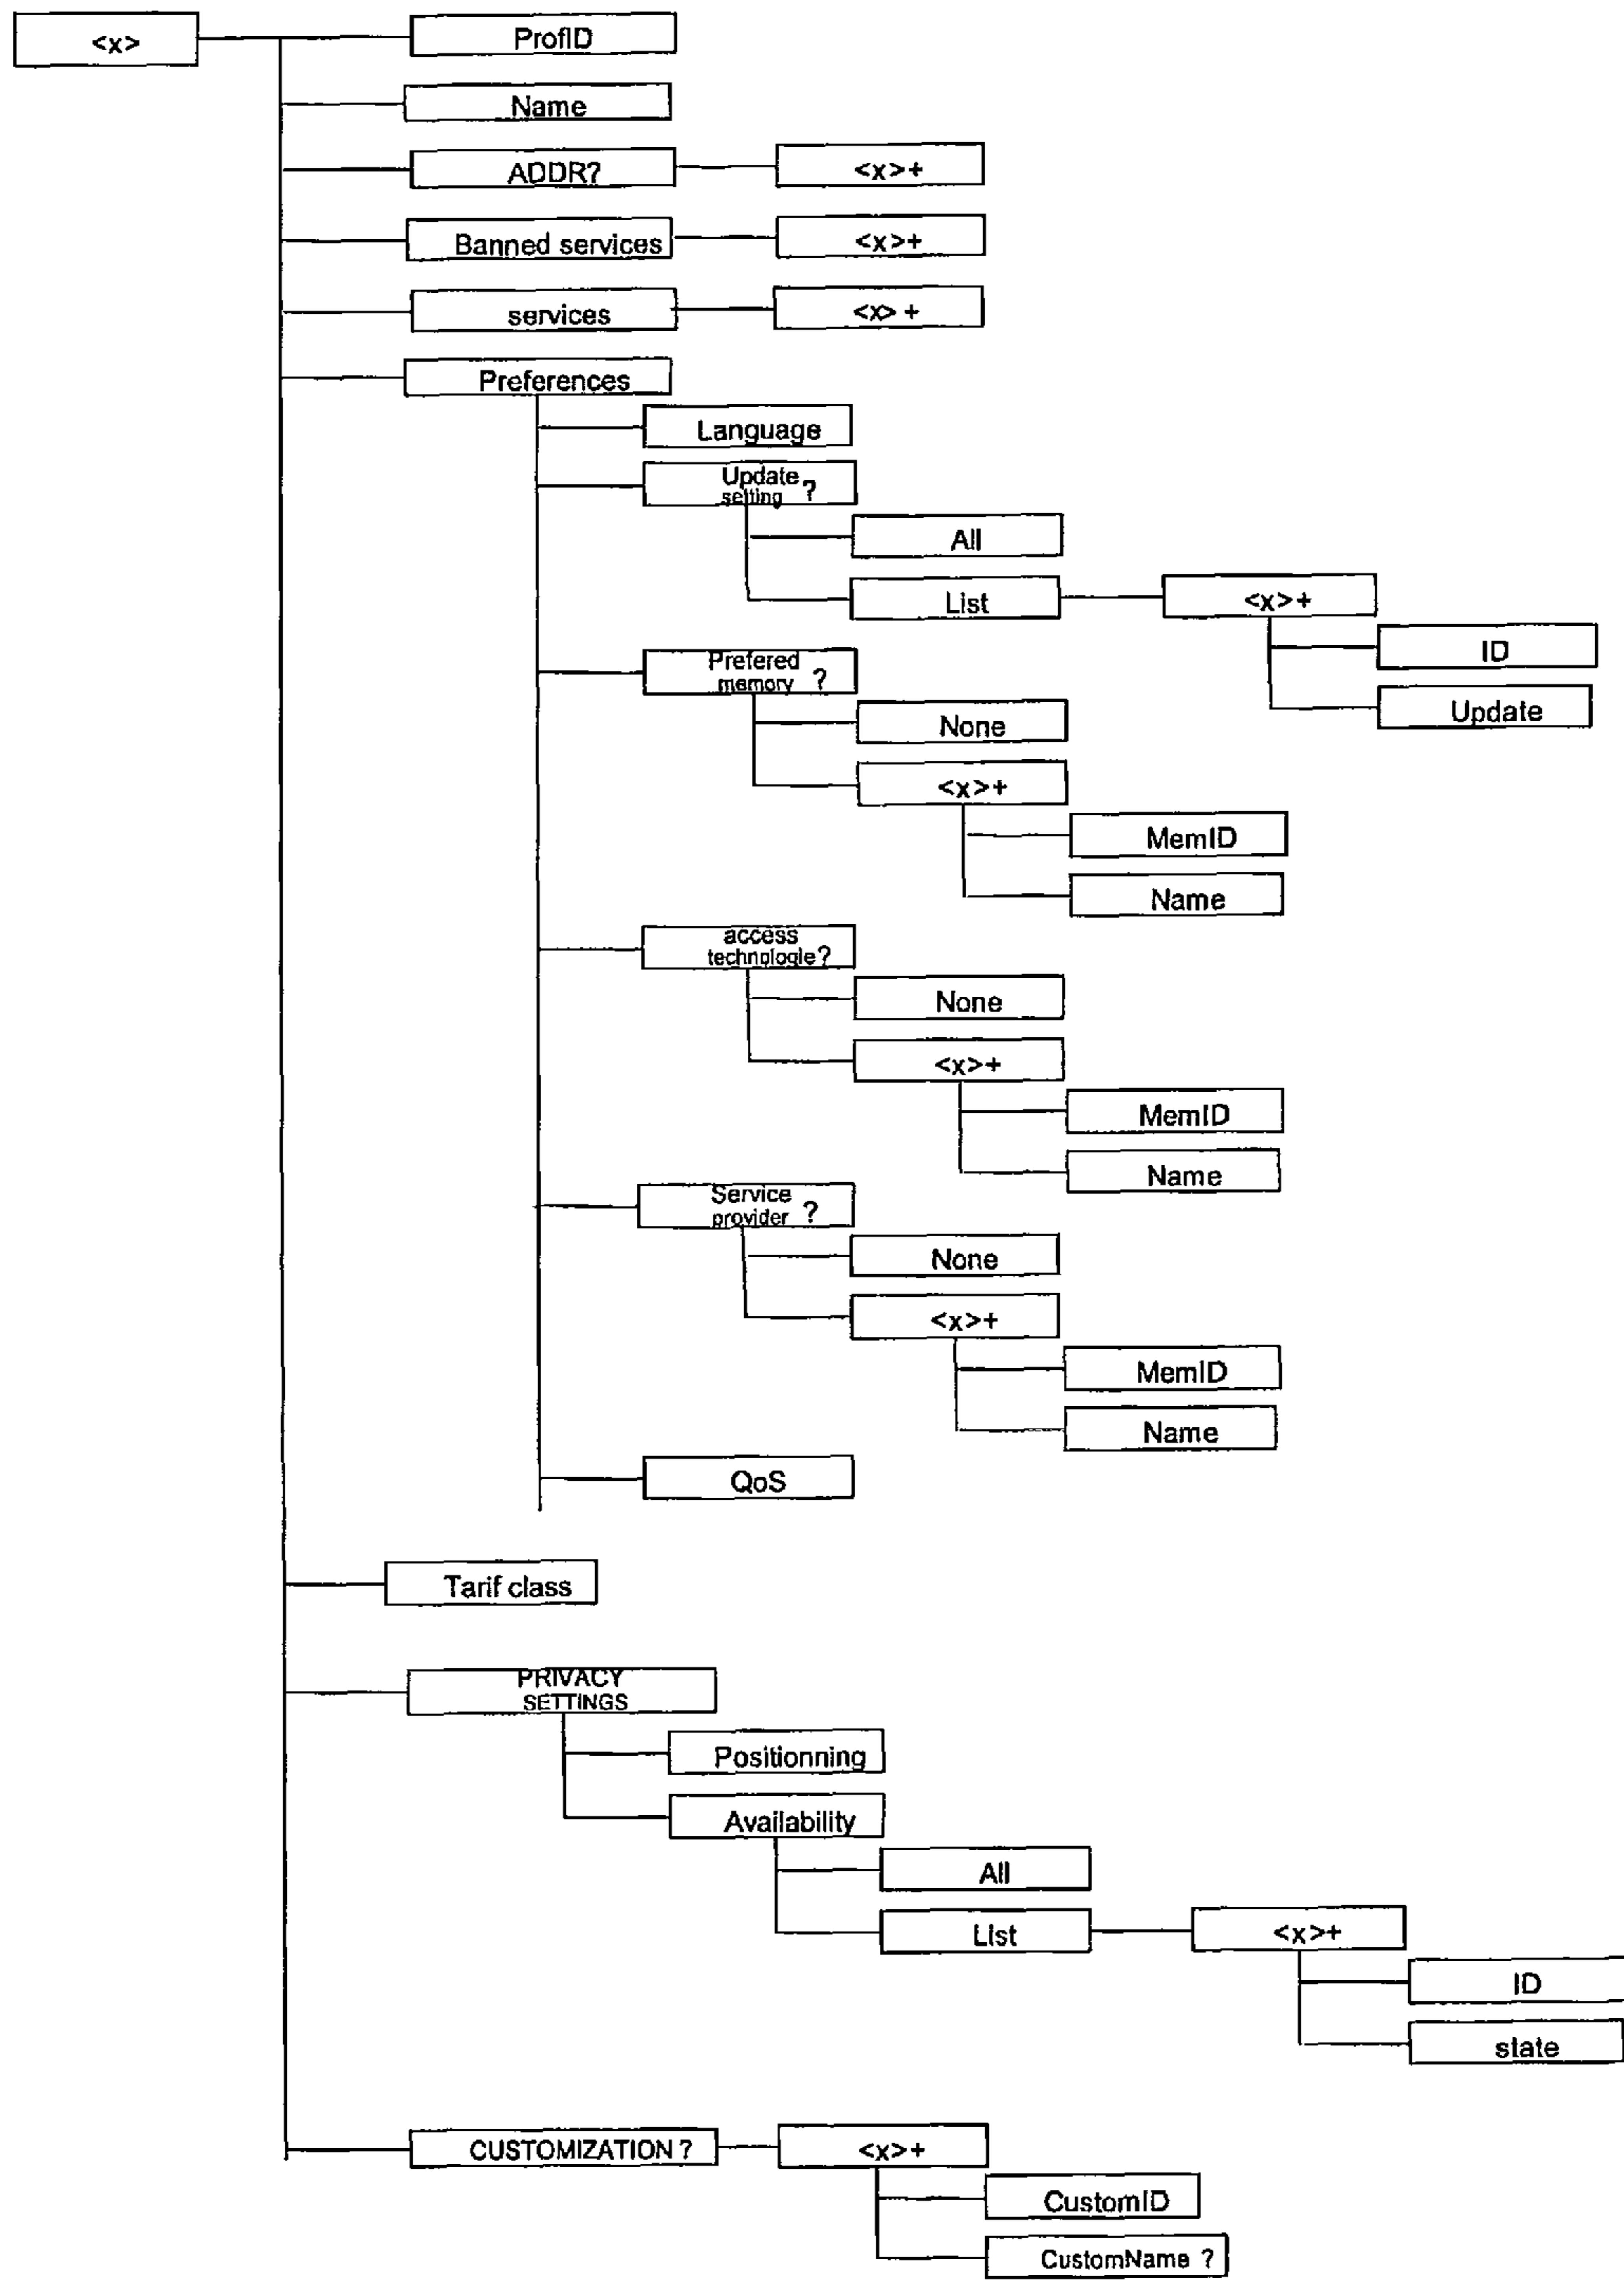 <x>
ProfID
Name
ADDR?
<x>+
Banned services
<x>+
services
<x> +
Preferences
Language
Update
setting ?
All
List
<x>+
ID
Update
Prefered
memory ?
None
<x>+
MemID
Name
access
technologie?
None
<x>+
MemID
Name
Service
provider ?
None
<x>+
MemID
Name
QoS
Tarif class
PRIVACY
SETTINGS
Positionning
Availability
All
List
<x>+
ID
state
CUSTOMIZATION ?
<x>+
CustomID
CustomName ?